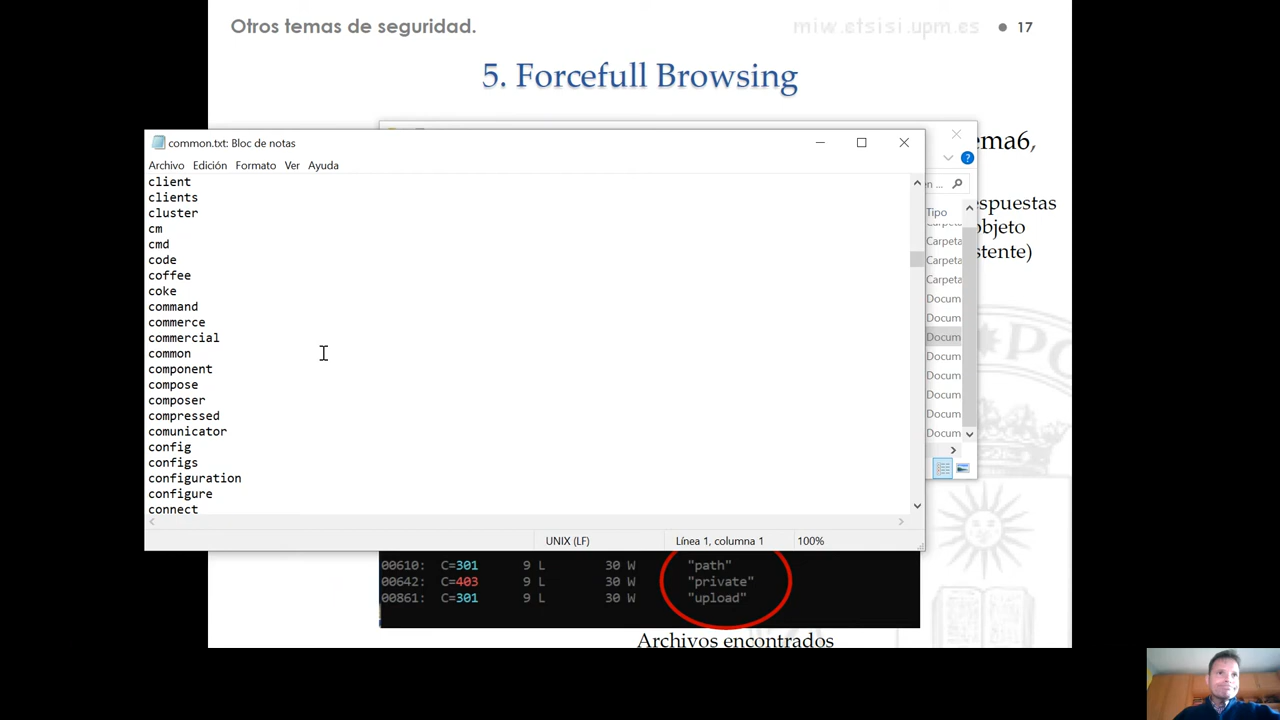 Otros temas de seguridad.
miw.etsisi.upm.es
17
5. Forcefull Browsing
common.txt: Bloc de notas
Archivo Edición Formato Ver Ayuda
client
clients
cluster
cm
cmd
code
coffee
coke
command
commerce
commercial
common
component
compose
composer
compressed
comunicator
config
configs
configuration
configure
connect
UNIX (LF)
Línea 1, columna 1
100%
ema6,
en ...
Tipo
espuestas
objeto
stente)
Carpeta
Carpeta
Carpeta
Docum
Docum
Docum
Docum
Docum
Docum
Docum
Docum
00610: C=301 9 L 30 W "path"
00642: C=403 9 L 30 W "private"
00861: C=301 9 L 30 W "upload"
Archivos encontrados